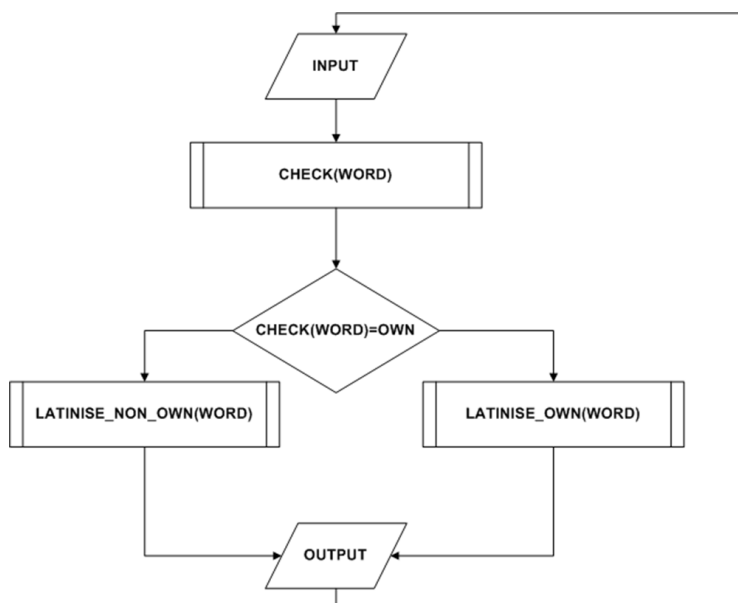 INPUT
CHECK(WORD)
CHECK(WORD)=OWN
LATINISE_NON_OWN(WORD)
LATINISE_OWN(WORD)
OUTPUT